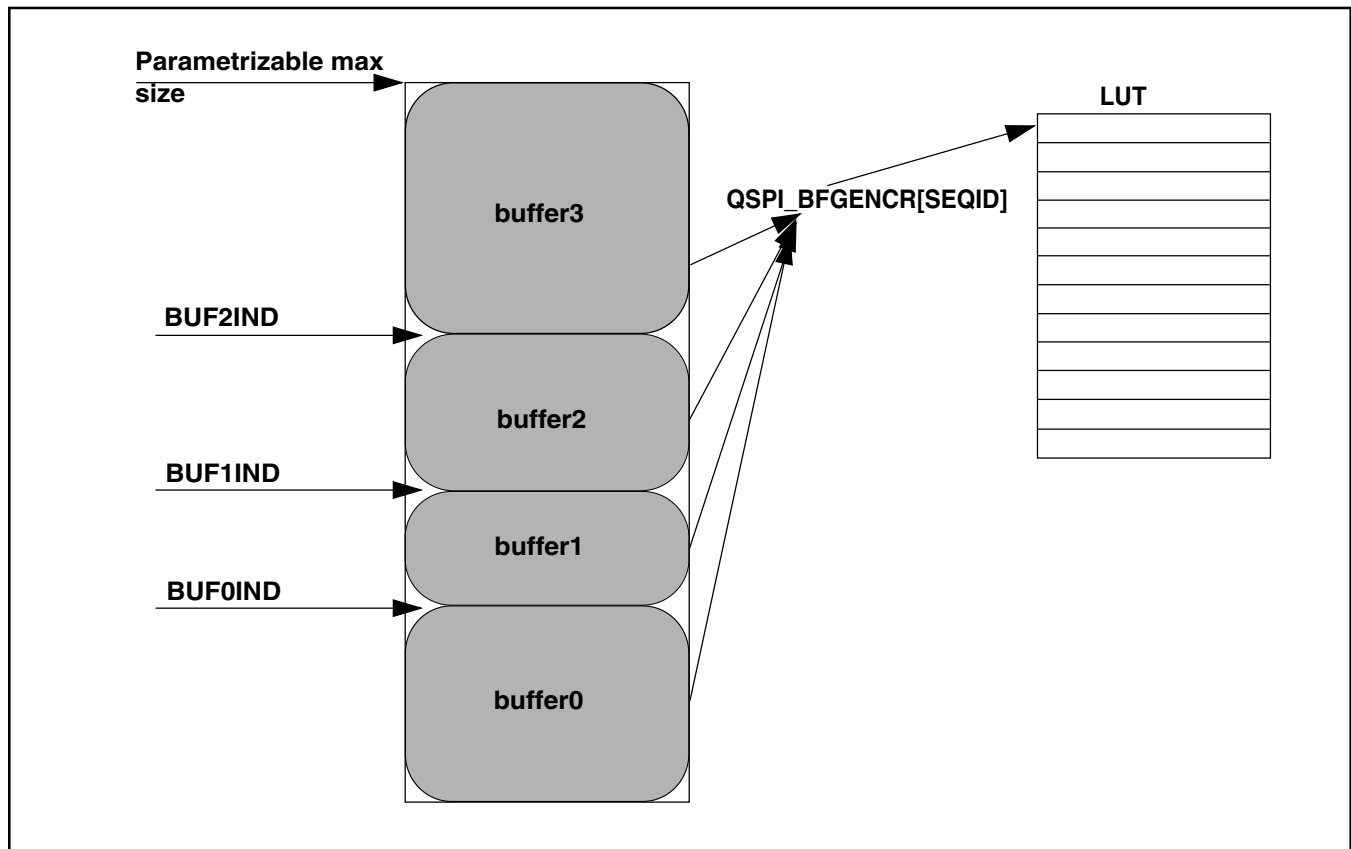 Parametrizable max
size
LUT
buffer3
QSPI_BFGENCR[SEQID]
BUF2IND
buffer2
BUF1IND
buffer1
BUF0IND
buffer0